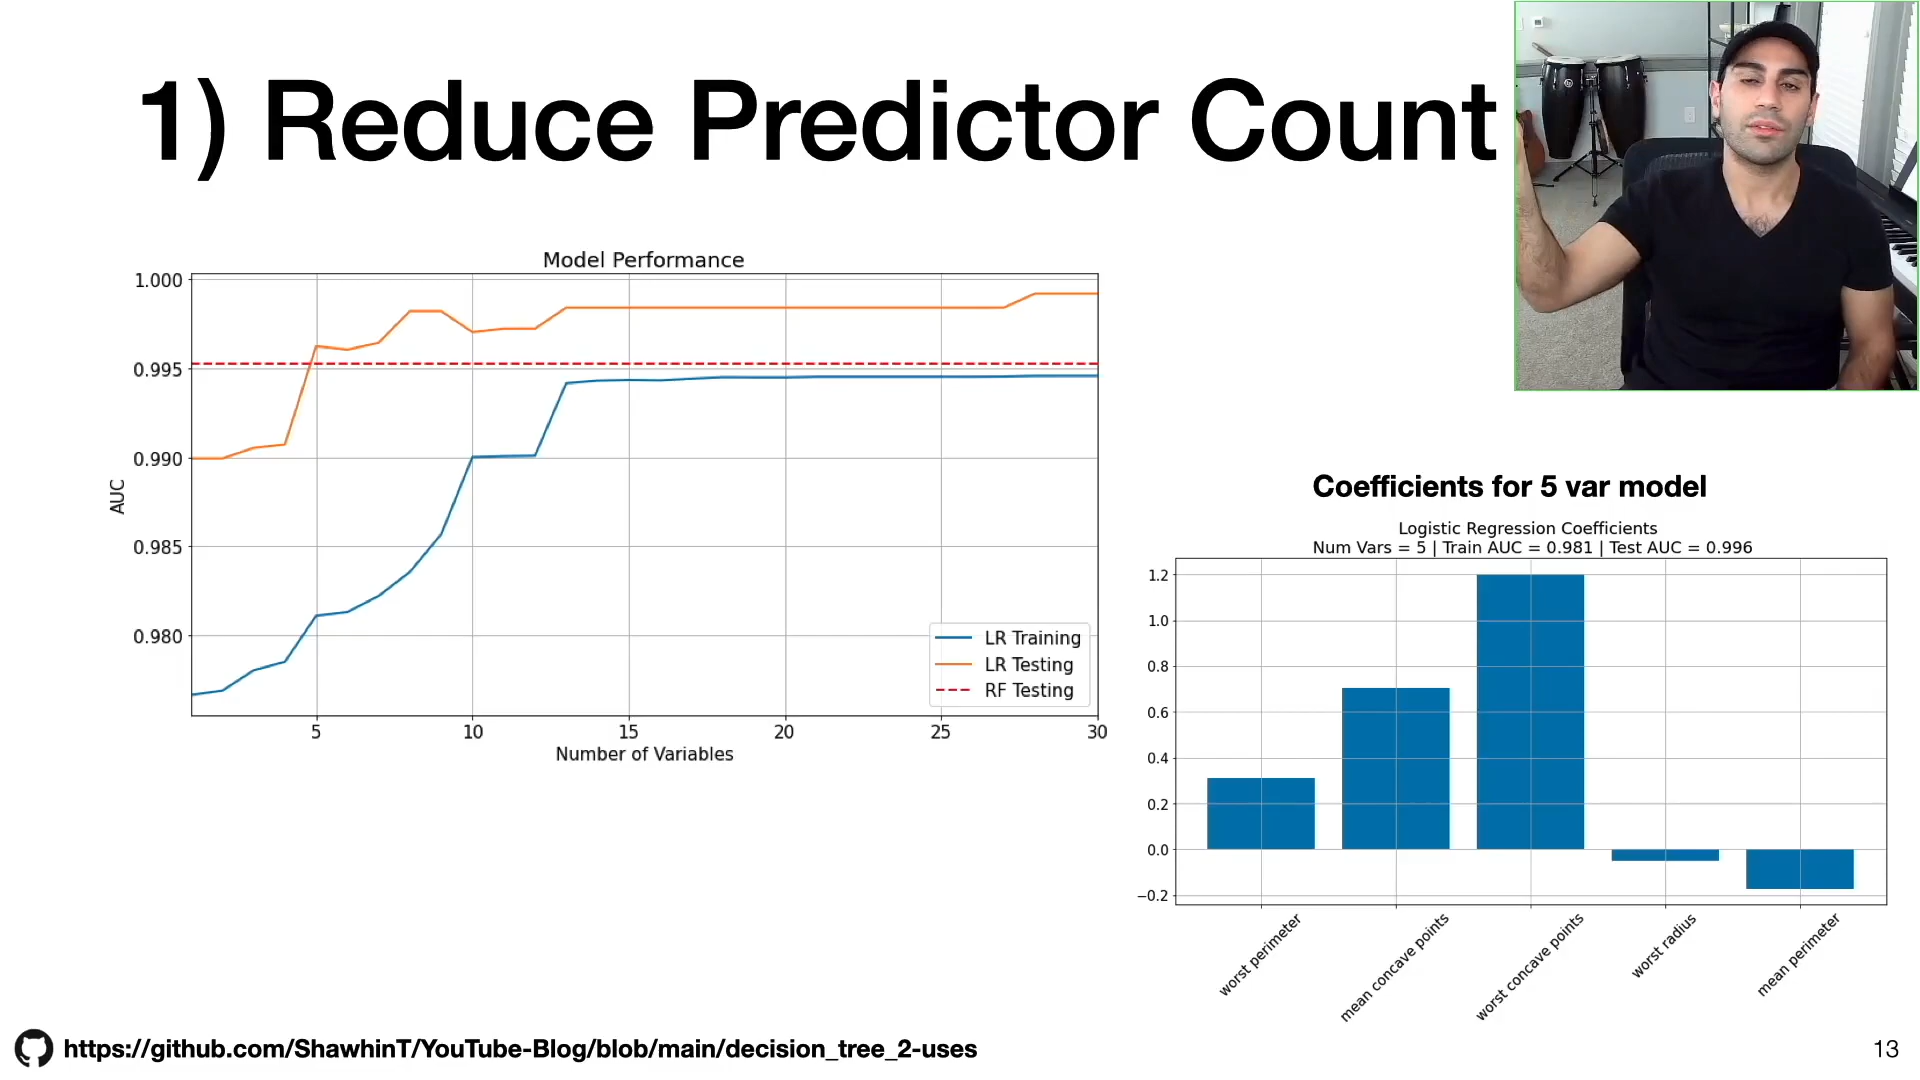 1) Reduce Predictor Count
Model Performance
1.000
0.995
0.990
0.985
0.980
AUC
LR Training
LR Testing
RF Testing
5 10 15 20 25 30
Number of Variables
Coefficients for 5 var model
Logistic Regression Coefficients
Num Vars = 5 | Train AUC = 0.981 | Test AUC = 0.996
1.2
1.0
0.8
0.6
0.4
0.2
0.0
−0.2
worst perimeter
mean concave points
worst concave points
worst radius
mean perimeter
https://github.com/ShawhinT/YouTube-Blog/blob/main/decision_tree_2-uses
13